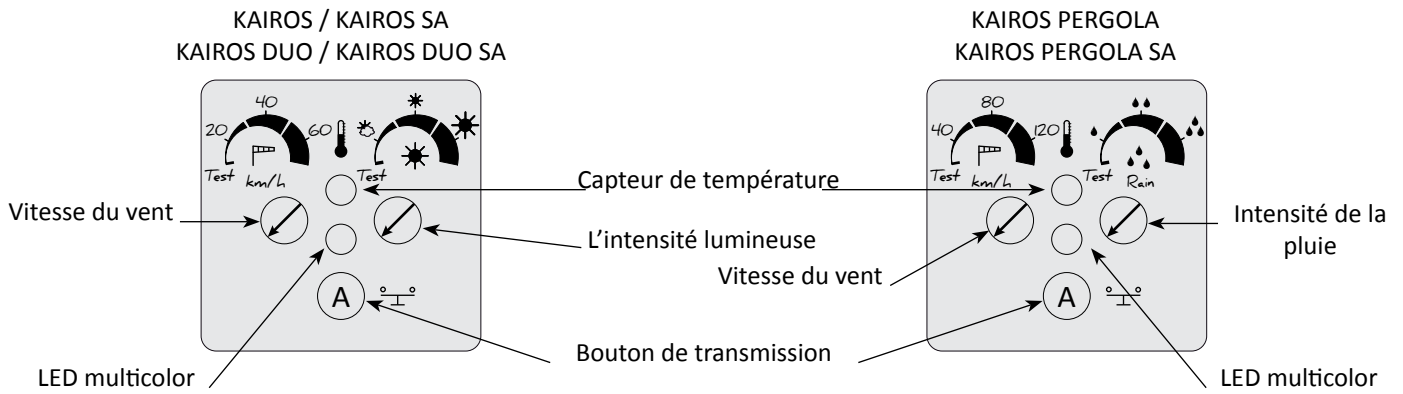 KAIROS / KAIROS SA
KAIROS DUO / KAIROS DUO SA
KAIROS PERGOLA
KAIROS PERGOLA SA
40
20
60
Test
km/h
Test
80
40
120
Test
km/h
Test
Rain
Capteur de température
Vitesse du vent
L'intensité lumineuse
Vitesse du vent
Intensité de la
pluie
A
A
Bouton de transmission
LED multicolor
LED multicolor